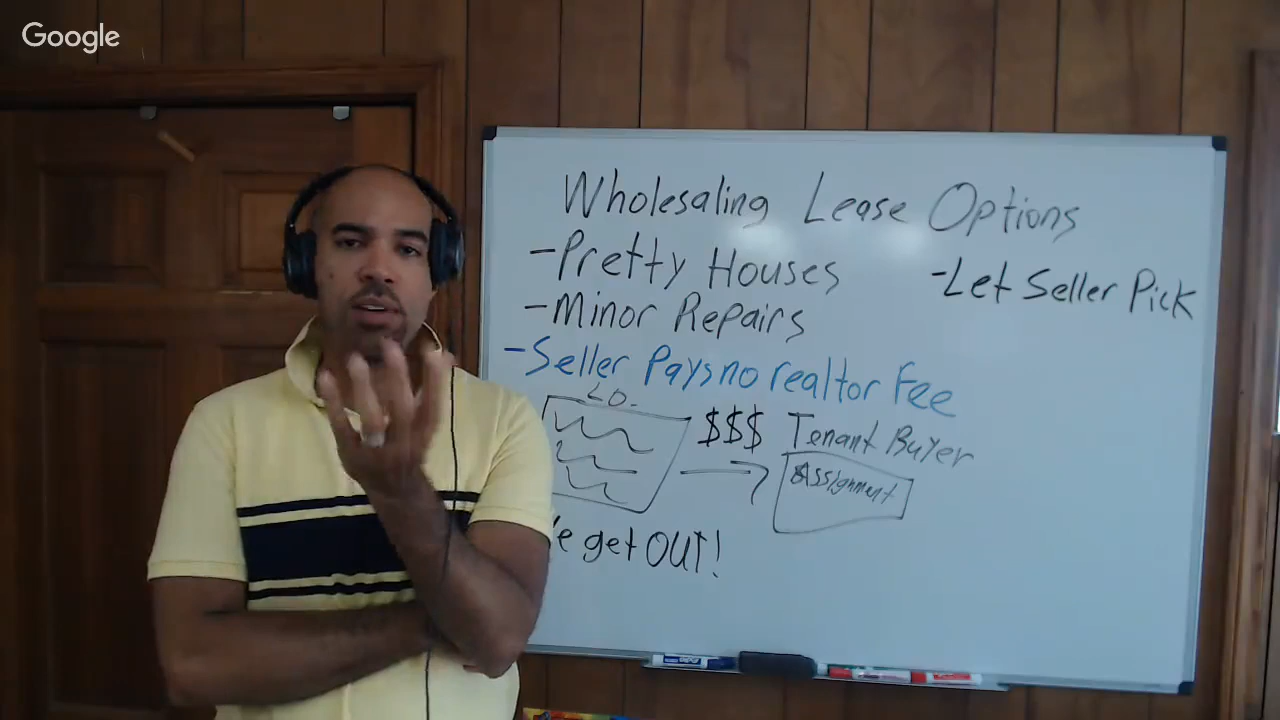 Google
Wholesaling Lease Options
-Pretty Houses
-Let Seller Pick
-Minor Repairs
-Seller Pays no realtor Fee
L.O.
$$$ Tenant Buyer
Assignment
get OUT!